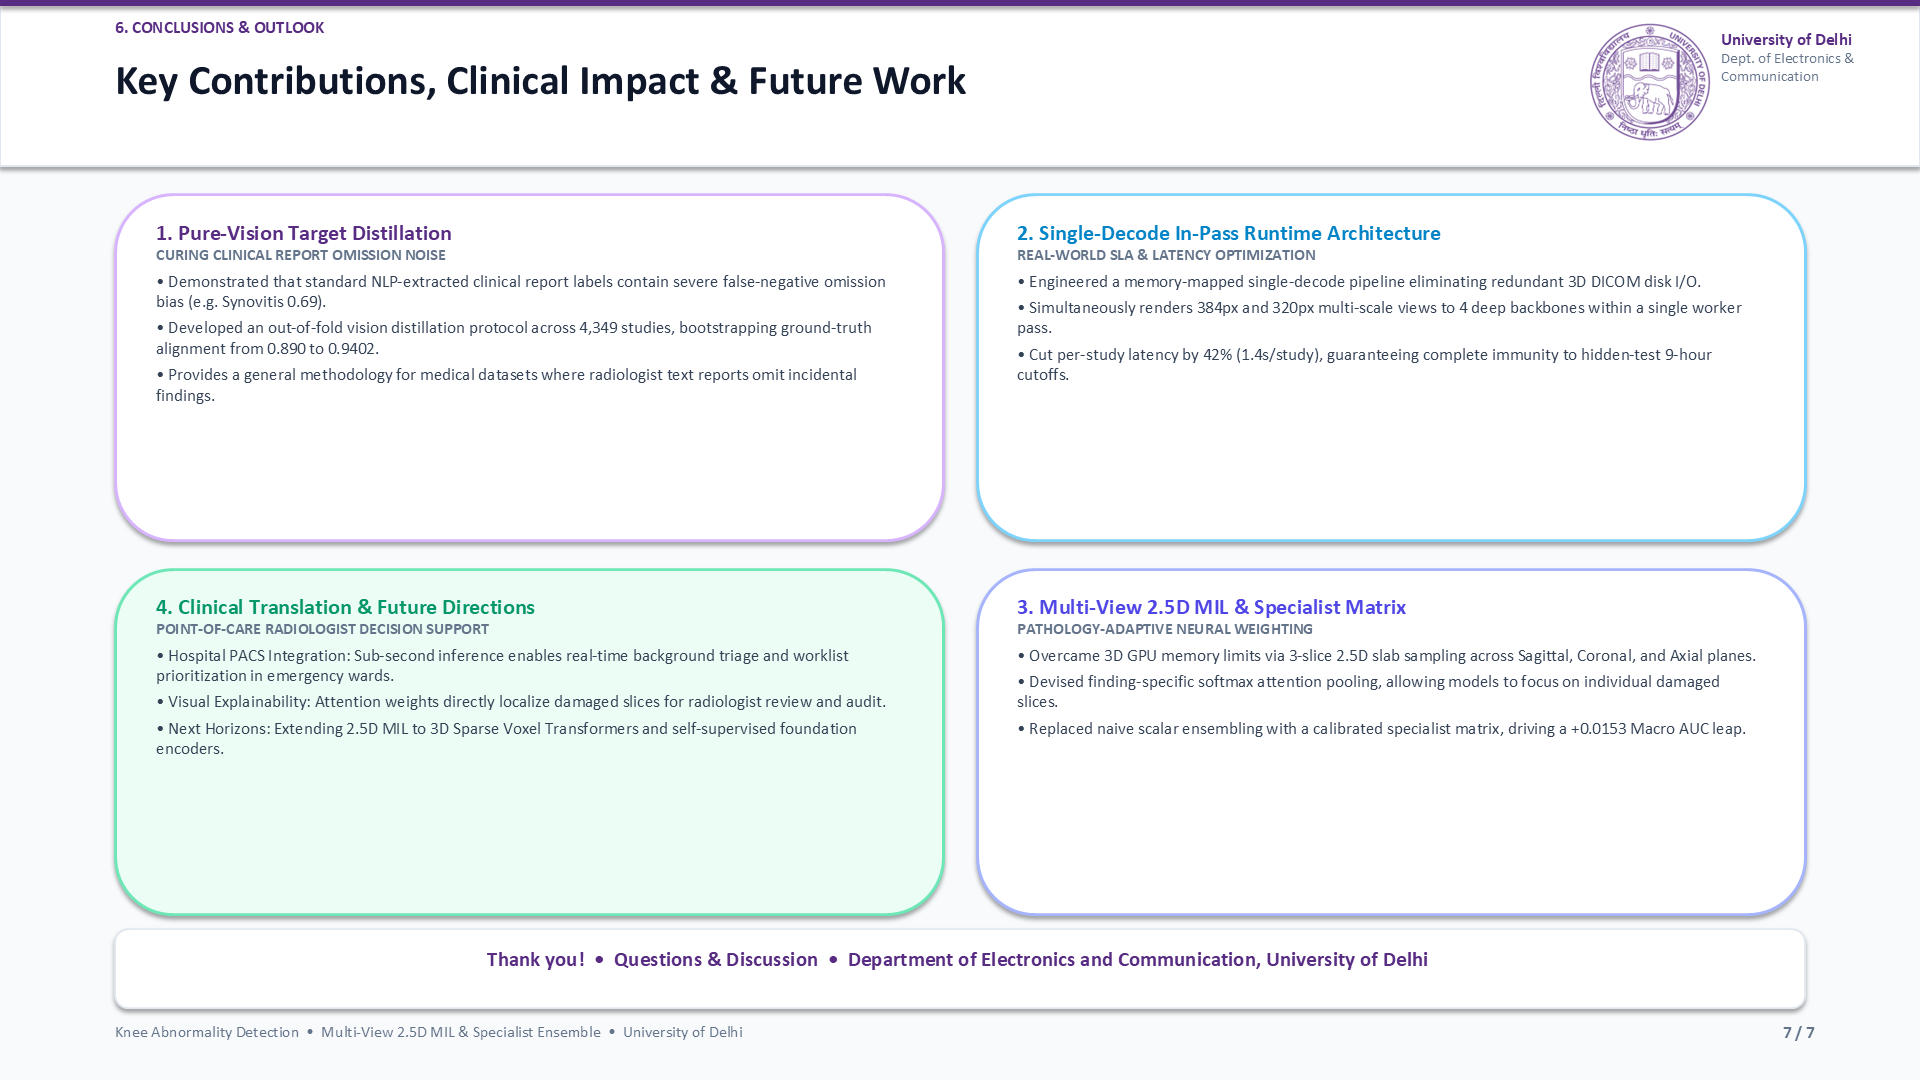 6. CONCLUSIONS & OUTLOOK
Key Contributions, Clinical Impact & Future Work
विश्वविद्यालय
UNIVERSITY OF DELHI
दिल्ली
निष्ठा धृतिः सत्यम्
University of Delhi
Dept. of Electronics &
Communication
1. Pure-Vision Target Distillation
CURING CLINICAL REPORT OMISSION NOISE
• Demonstrated that standard NLP-extracted clinical report labels contain severe false-negative omission
bias (e.g. Synovitis 0.69).
• Developed an out-of-fold vision distillation protocol across 4,349 studies, bootstrapping ground-truth
alignment from 0.890 to 0.9402.
• Provides a general methodology for medical datasets where radiologist text reports omit incidental
findings.
2. Single-Decode In-Pass Runtime Architecture
REAL-WORLD SLA & LATENCY OPTIMIZATION
• Engineered a memory-mapped single-decode pipeline eliminating redundant 3D DICOM disk I/O.
• Simultaneously renders 384px and 320px multi-scale views to 4 deep backbones within a single worker
pass.
• Cut per-study latency by 42% (1.4s/study), guaranteeing complete immunity to hidden-test 9-hour
cutoffs.
4. Clinical Translation & Future Directions
POINT-OF-CARE RADIOLOGIST DECISION SUPPORT
• Hospital PACS Integration: Sub-second inference enables real-time background triage and worklist
prioritization in emergency wards.
• Visual Explainability: Attention weights directly localize damaged slices for radiologist review and audit.
• Next Horizons: Extending 2.5D MIL to 3D Sparse Voxel Transformers and self-supervised foundation
encoders.
3. Multi-View 2.5D MIL & Specialist Matrix
PATHOLOGY-ADAPTIVE NEURAL WEIGHTING
• Overcame 3D GPU memory limits via 3-slice 2.5D slab sampling across Sagittal, Coronal, and Axial planes.
• Devised finding-specific softmax attention pooling, allowing models to focus on individual damaged
slices.
• Replaced naive scalar ensembling with a calibrated specialist matrix, driving a +0.0153 Macro AUC leap.
Thank you! • Questions & Discussion • Department of Electronics and Communication, University of Delhi
Knee Abnormality Detection • Multi-View 2.5D MIL & Specialist Ensemble • University of Delhi
7 / 7